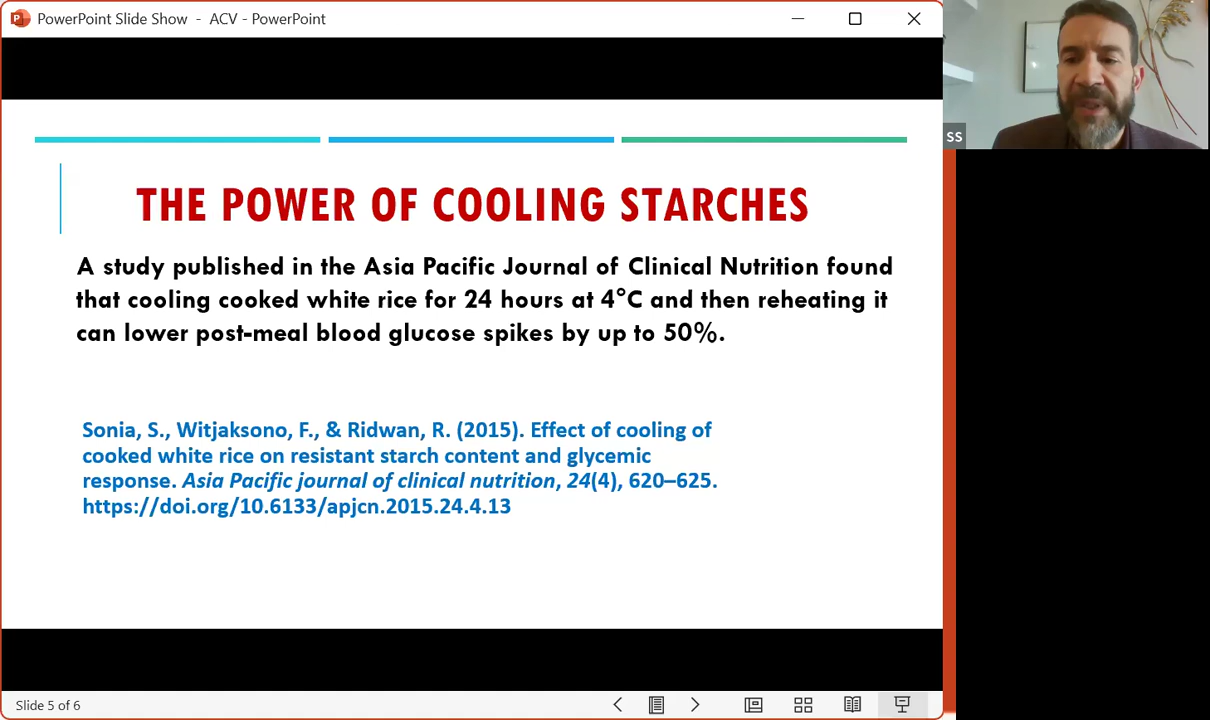 PowerPoint Slide Show - ACV - PowerPoint
SS
THE POWER OF COOLING STARCHES
A study published in the Asia Pacific Journal of Clinical Nutrition found
that cooling cooked white rice for 24 hours at 4°C and then reheating it
can lower post-meal blood glucose spikes by up to 50%.
Sonia, S., Witjaksono, F., & Ridwan, R. (2015). Effect of cooling of
cooked white rice on resistant starch content and glycemic
response. Asia Pacific journal of clinical nutrition, 24(4), 620–625.
https://doi.org/10.6133/apjcn.2015.24.4.13
Slide 5 of 6